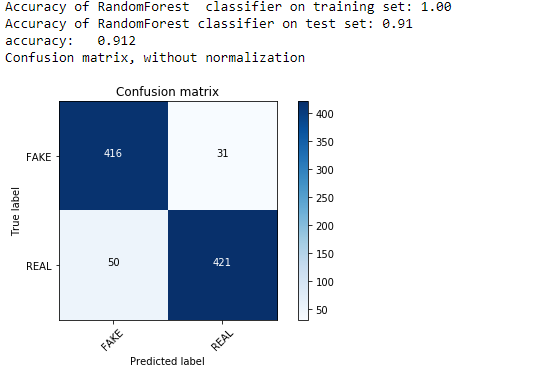 Accuracy of RandomForest  classifier on training set: 1.00
Accuracy of RandomForest classifier on test set: 0.91
accuracy:   0.912
Confusion matrix, without normalization
Confusion matrix
FAKE
416
31
REAL
50
421
FAKE
REAL
True label
Predicted label
400
350
300
250
200
150
100
50